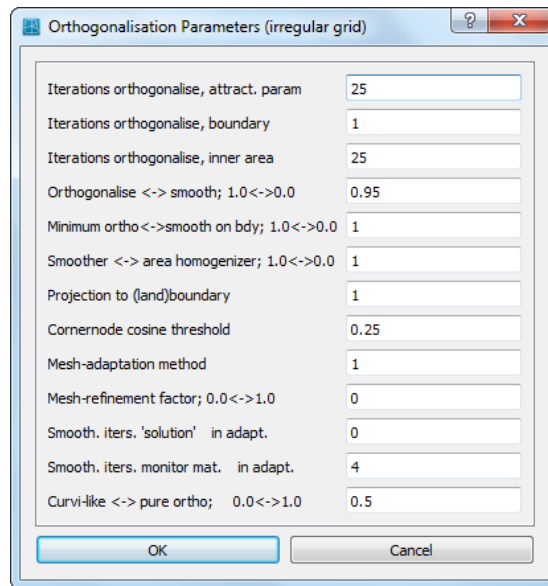 Orthogonalisation Parameters (irregular grid)
Iterations orthogonalise, attract. param 25
Iterations orthogonalise, boundary 1
Iterations orthogonalise, inner area 25
Orthogonalise <-> smooth; 1.0<->0.0 0.95
Minimum ortho<->smooth on bdy; 1.0<->0.0 1
Smoother <-> area homogenizer; 1.0<->0.0 1
Projection to (land)boundary 1
Cornernode cosine threshold 0.25
Mesh-adaptation method 1
Mesh-refinement factor; 0.0<->1.0 0
Smooth. iters. 'solution' in adapt. 0
Smooth. iters. monitor mat. in adapt. 4
Curvi-like <-> pure ortho; 0.0<->1.0 0.5
OK Cancel